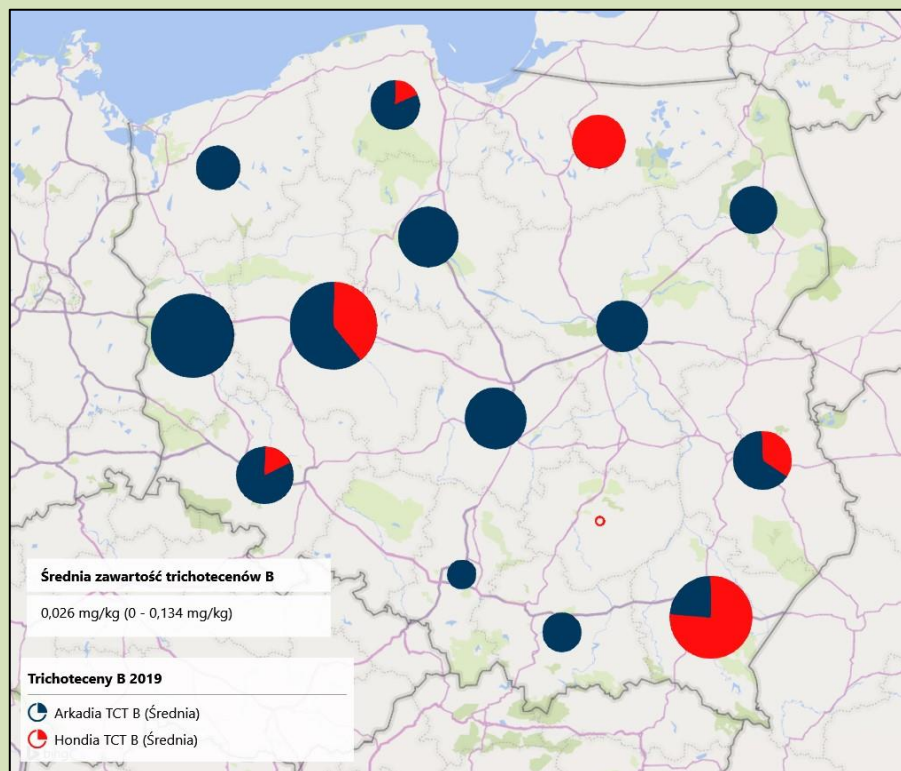 Średnia zawartość trichotecenów B
0,026 mg/kg (0 - 0,134 mg/kg)
Trichoteceny B 2019
Arkadia TCT B (Średnia)
Hondia TCT B (Średnia)